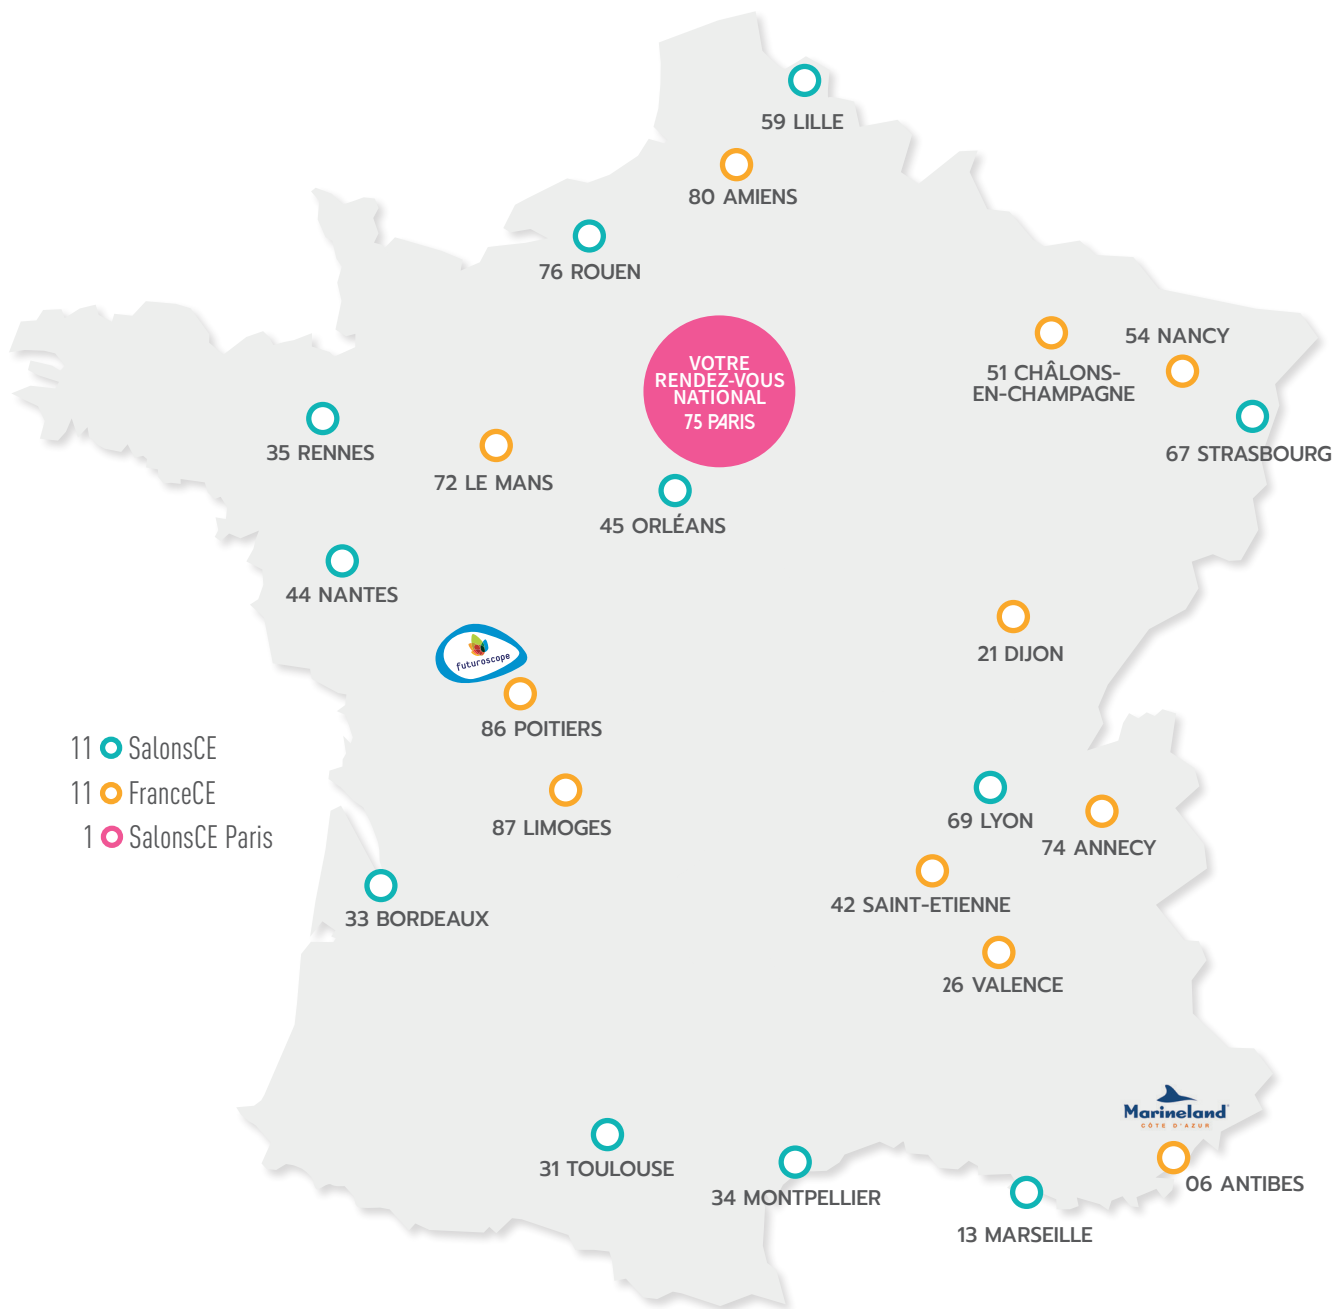 59 LILLE
80 AMIENS
76 ROUEN
VOTRE
RENDEZ-VOUS
NATIONAL
75 PARIS
54 NANCY
51 CHÂLONS-
EN-CHAMPAGNE
67 STRASBOURG
35 RENNES
72 LE MANS
45 ORLÉANS
44 NANTES
futuroscope
86 POITIERS
21 DIJON
11 SalonsCE
11 FranceCE
1 SalonsCE Paris
87 LIMOGES
69 LYON
74 ANNECY
42 SAINT-ETIENNE
33 BORDEAUX
26 VALENCE
Marineland
CÔTE D'AZUR
06 ANTIBES
31 TOULOUSE
34 MONTPELLIER
13 MARSEILLE